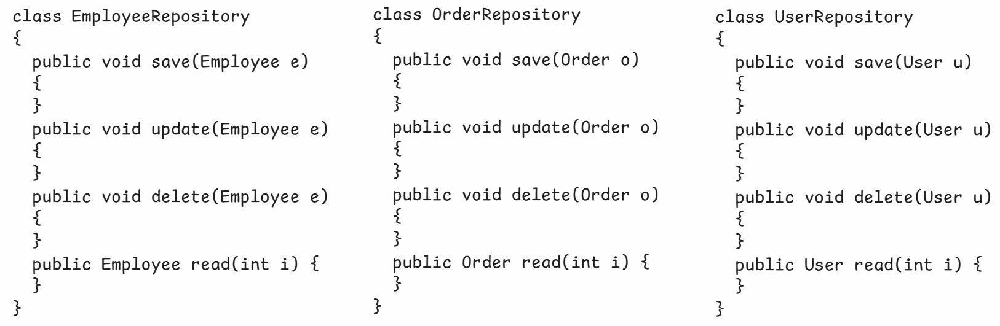 class EmployeeRepository
{
  public void save(Employee e)
  {
  }
  public void update(Employee e)
  {
  }
  public void delete(Employee e)
  {
  }
  public Employee read(int i) {
  }
}
class OrderRepository
{
  public void save(Order o)
  {
  }
  public void update(Order o)
  {
  }
  public void delete(Order o)
  {
  }
  public Order read(int i) {
  }
}
class UserRepository
{
  public void save(User u)
  {
  }
  public void update(User u)
  {
  }
  public void delete(User u)
  {
  }
  public User read(int i) {
  }
}